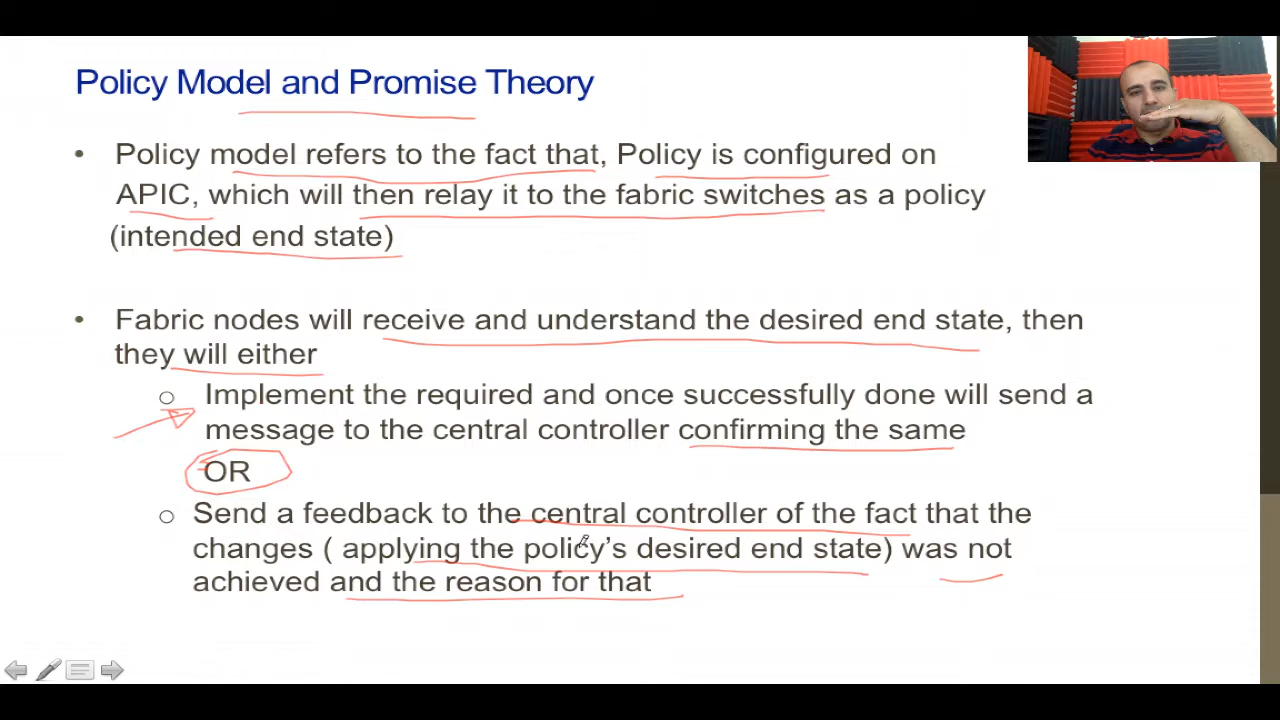 Policy Model and Promise Theory
• Policy model refers to the fact that, Policy is configured on
APIC, which will then relay it to the fabric switches as a policy
(intended end state)
• Fabric nodes will receive and understand the desired end state, then
they will either
o Implement the required and once successfully done will send a
message to the central controller confirming the same
OR
o Send a feedback to the central controller of the fact that the
changes ( applying the policy's desired end state) was not
achieved and the reason for that